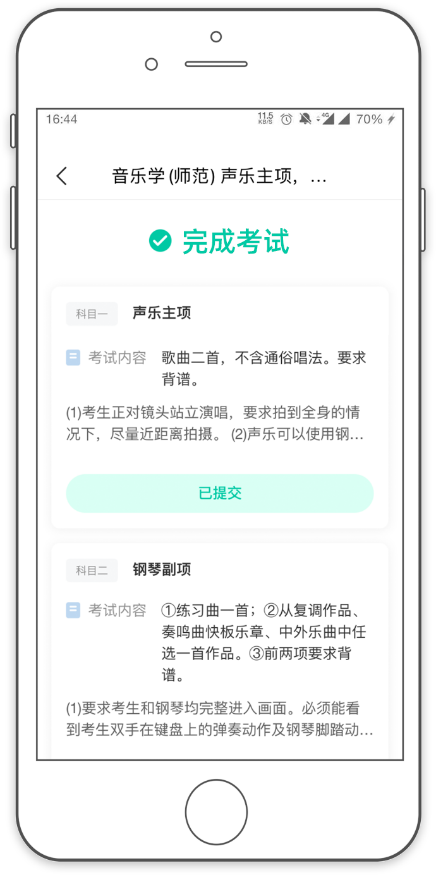 16:44
11.5
KB/S
4G
70%
音乐学(师范) 声乐主项，...
完成考试
科目一 声乐主项
考试内容 歌曲二首，不含通俗唱法。要求
背谱。
(1)考生正对镜头站立演唱，要求拍到全身的情
况下，尽量近距离拍摄。 (2)声乐可以使用钢...
已提交
科目二 钢琴副项
考试内容 ①练习曲一首；②从复调作品、
奏鸣曲快板乐章、中外乐曲中任
选一首作品。③前两项要求背
谱。
(1)要求考生和钢琴均完整进入画面。必须能看
到考生双手在键盘上的弹奏动作及钢琴脚踏动...